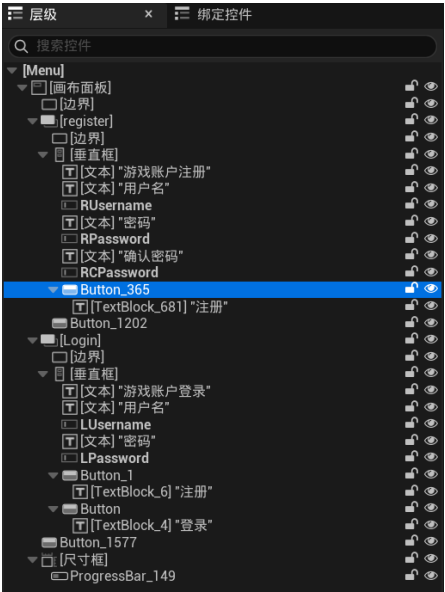 层级 × 绑定控件
搜索控件
[Menu]
[画布面板]
[边界]
[register]
[边界]
[垂直框]
[文本] "游戏账户注册"
[文本] "用户名"
RUsername
[文本] "密码"
RPassword
[文本] "确认密码"
RCPassword
Button_365
[TextBlock_681] "注册"
Button_1202
[Login]
[边界]
[垂直框]
[文本] "游戏账户登录"
[文本] "用户名"
LUsername
[文本] "密码"
LPassword
Button_1
[TextBlock_6] "注册"
Button
[TextBlock_4] "登录"
Button_1577
[尺寸框]
ProgressBar_149